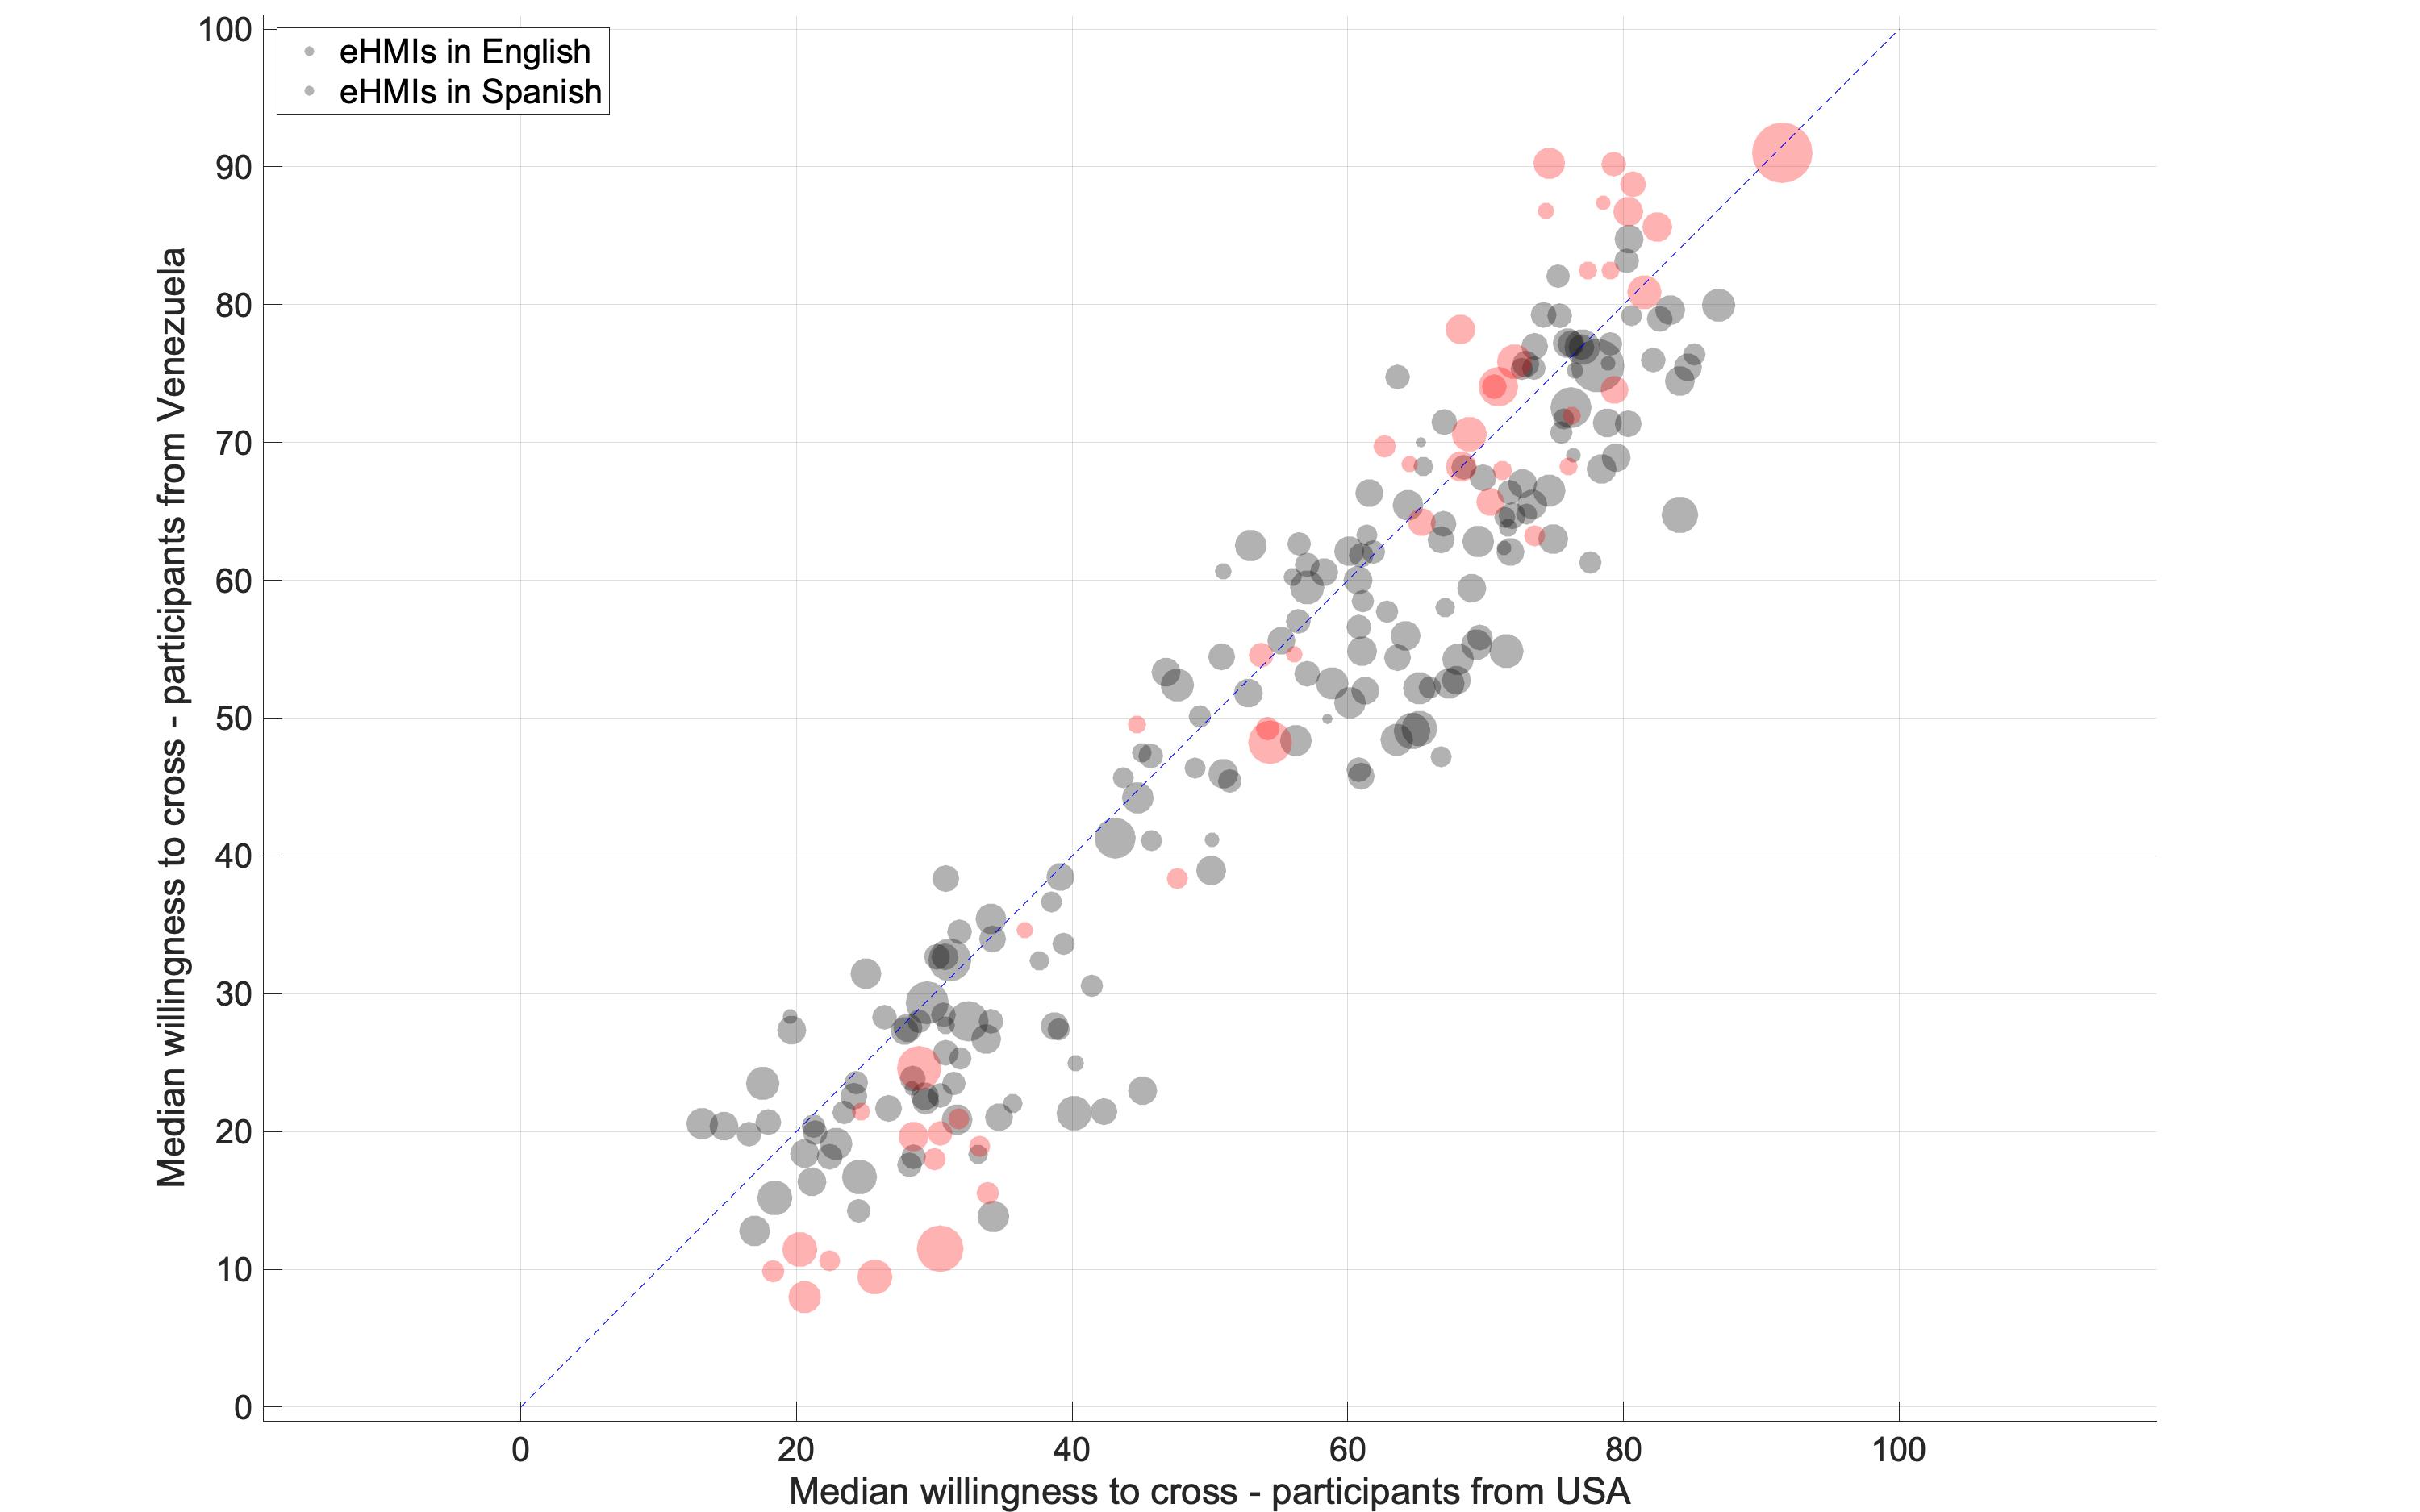 100
90
80
70
60
50
40
30
20
10
0
eHMIs in English
eHMIs in Spanish
Median willingness to cross - participants from Venezuela
0 20 40 60 80 100
Median willingness to cross - participants from USA